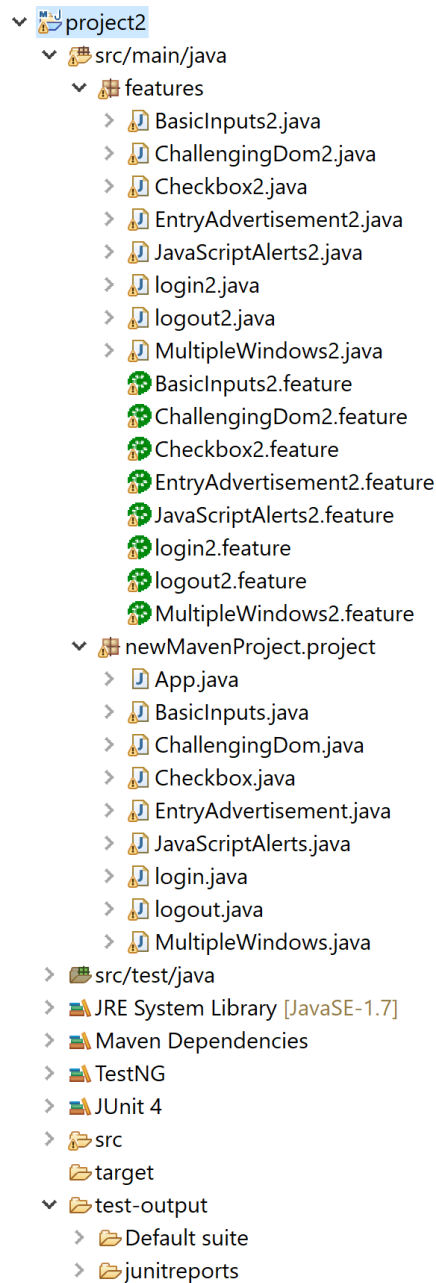 project2
src/main/java
features
BasicInputs2.java
ChallengingDom2.java
Checkbox2.java
EntryAdvertisement2.java
JavaScriptAlerts2.java
login2.java
logout2.java
MultipleWindows2.java
BasicInputs2.feature
ChallengingDom2.feature
Checkbox2.feature
EntryAdvertisement2.feature
JavaScriptAlerts2.feature
login2.feature
logout2.feature
MultipleWindows2.feature
newMavenProject.project
App.java
BasicInputs.java
ChallengingDom.java
Checkbox.java
EntryAdvertisement.java
JavaScriptAlerts.java
login.java
logout.java
MultipleWindows.java
src/test/java
JRE System Library [JavaSE-1.7]
Maven Dependencies
TestNG
JUnit 4
src
target
test-output
Default suite
junitreports